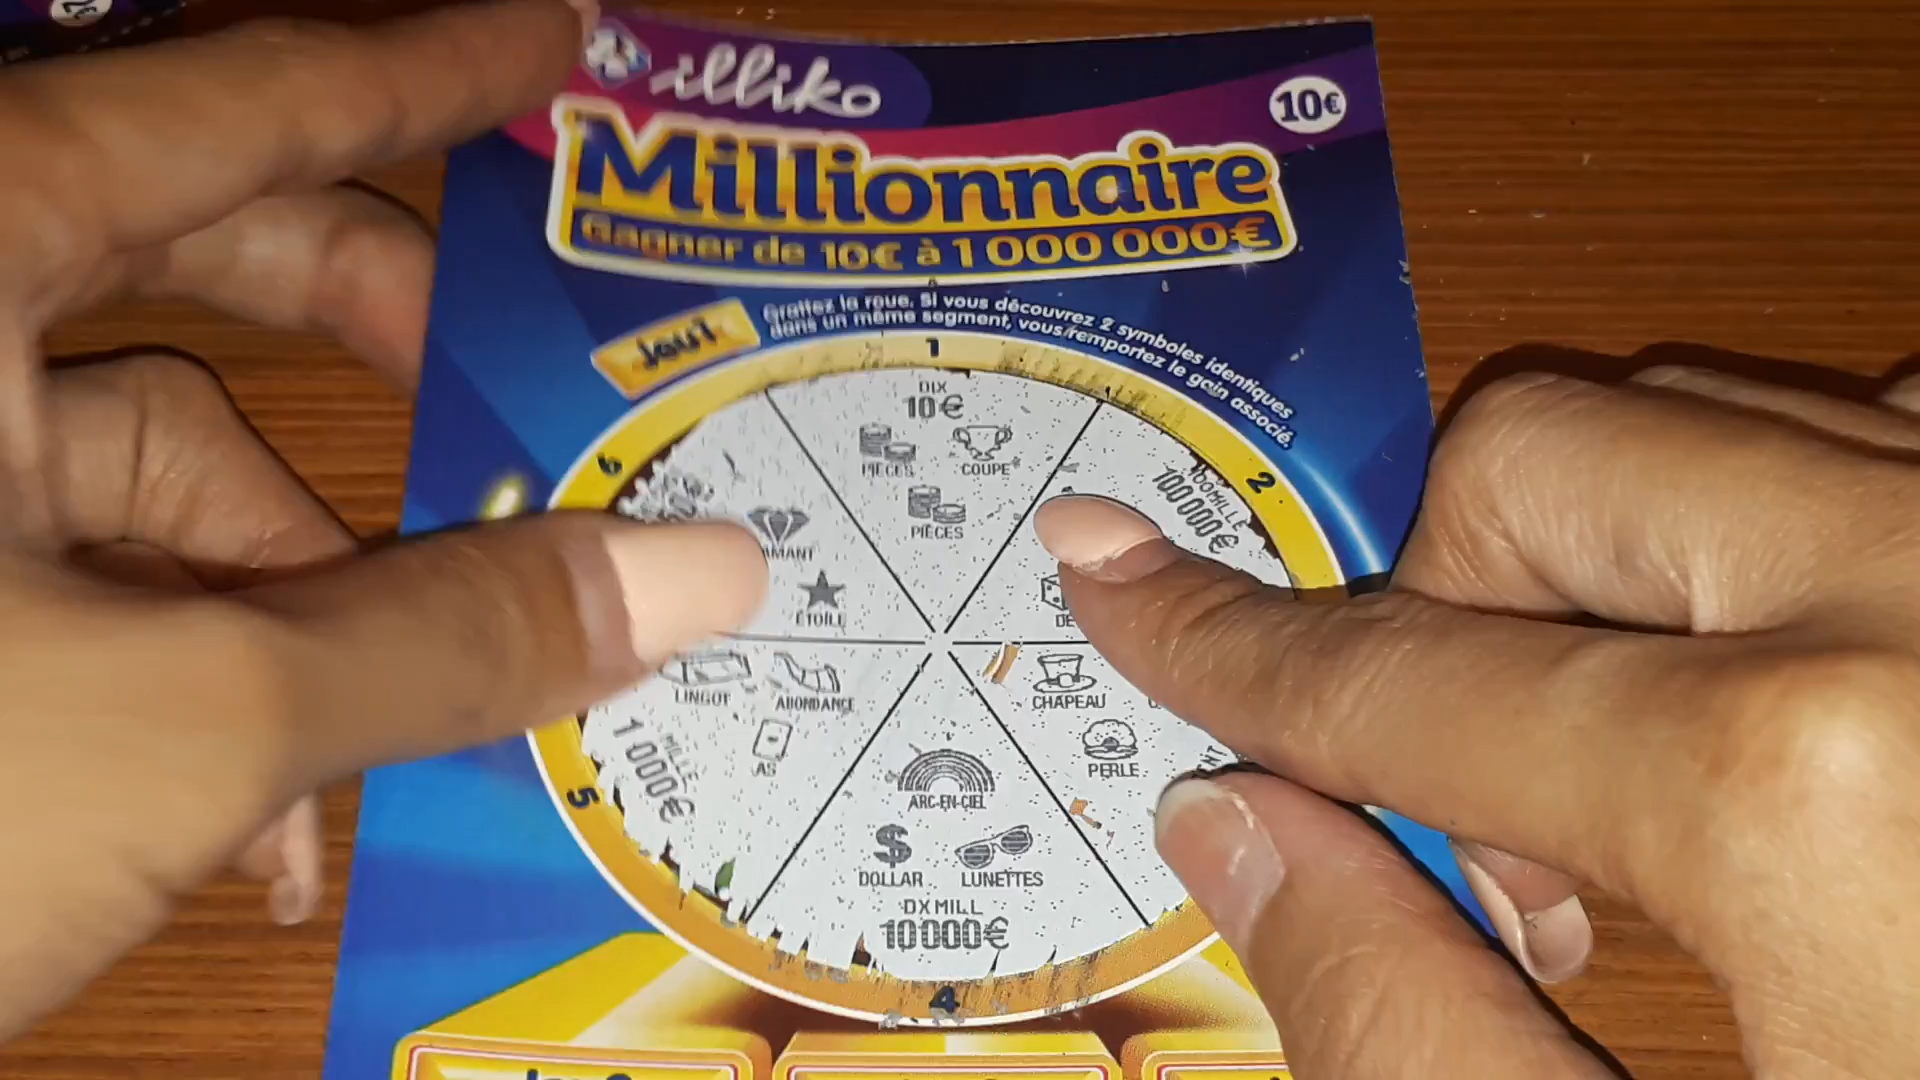 illiko
10€
Millionnaire
Gagner de 10€ à 1 000 000€
Jeu 1
Grattez la roue. Si vous découvrez 2 symboles identiques
dans un même segment, vous remportez le gain associé.
1
DIX
10€
PIÈCES
COUPE
PIÈCES
2
100MILLE
100 000€
6
ÉTOILE
LINGOT
ABONDANCE
AS
MILLE
1 000€
5
CHAPEAU
PERLE
ARC-EN-CIEL
DOLLAR
LUNETTES
DX MILL
10 000€
4